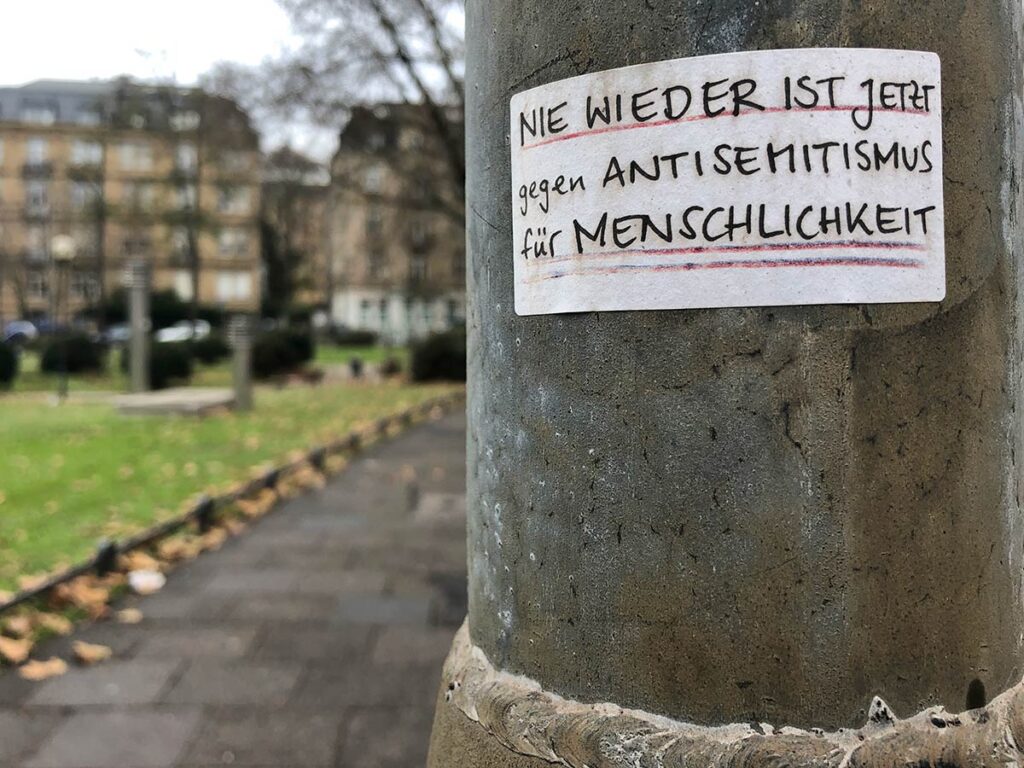 NIE WIEDER IST JETZT
gegen ANTISEMITISMUS
für MENSCHLICHKEIT